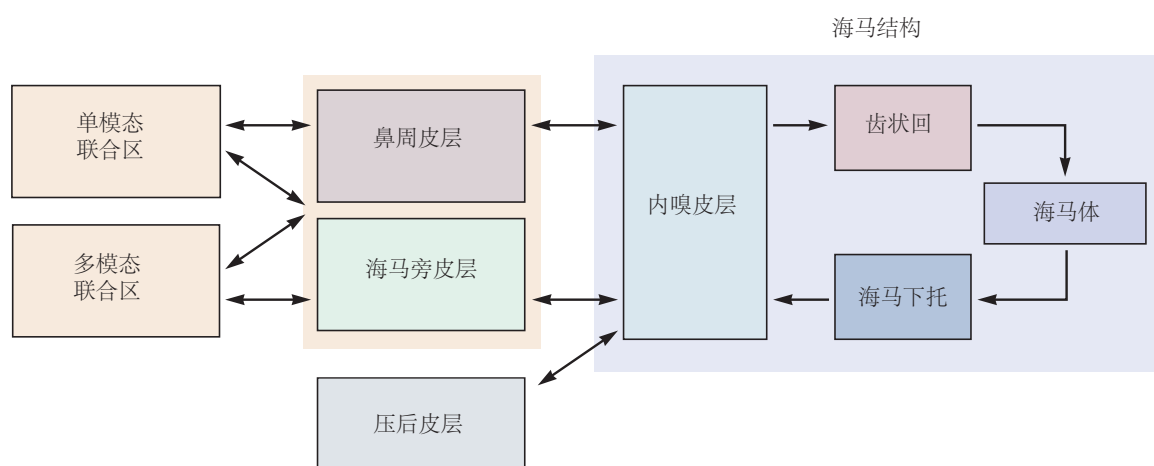 海马结构
单模态
联合区
鼻周皮层
齿状回
内嗅皮层
海马体
多模态
联合区
海马旁皮层
海马下托
压后皮层